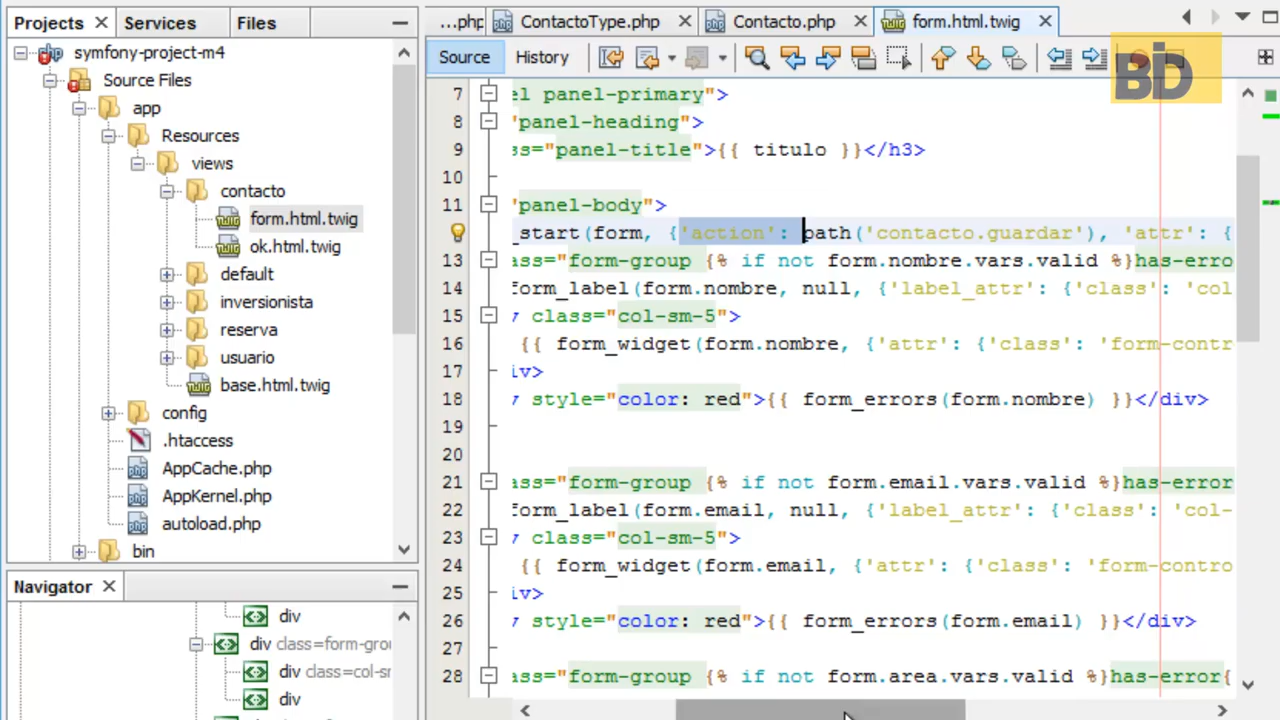 Projects
Services
Files
...php
ContactoType.php
Contacto.php
form.html.twig
Source
History
BiD
symfony-project-m4
Source Files
app
Resources
views
contacto
form.html.twig
ok.html.twig
default
inversionista
reserva
usuario
base.html.twig
config
.htaccess
AppCache.php
AppKernel.php
autoload.php
bin
Navigator
div
div class=form-grou
div class=col-sr
div
7 el panel-primary">
8 "panel-heading">
9 ss="panel-title">{{ titulo }}</h3>
10
11 "panel-body">
_start(form, {'action': path('contacto.guardar'), 'attr': {
13 ass="form-group {% if not form.nombre.vars.valid %}has-erro
14 form_label(form.nombre, null, {'label_attr': {'class': 'col
15 v class="col-sm-5">
16 {{ form_widget(form.nombre, {'attr': {'class': 'form-contr
17 iv>
18 v style="color: red">{{ form_errors(form.nombre) }}</div>
19
20
21 ass="form-group {% if not form.email.vars.valid %}has-error
22 form_label(form.email, null, {'label_attr': {'class': 'col-
23 v class="col-sm-5">
24 {{ form_widget(form.email, {'attr': {'class': 'form-contro
25 iv>
26 v style="color: red">{{ form_errors(form.email) }}</div>
27
28 ass="form-group {% if not form.area.vars.valid %}has-error{